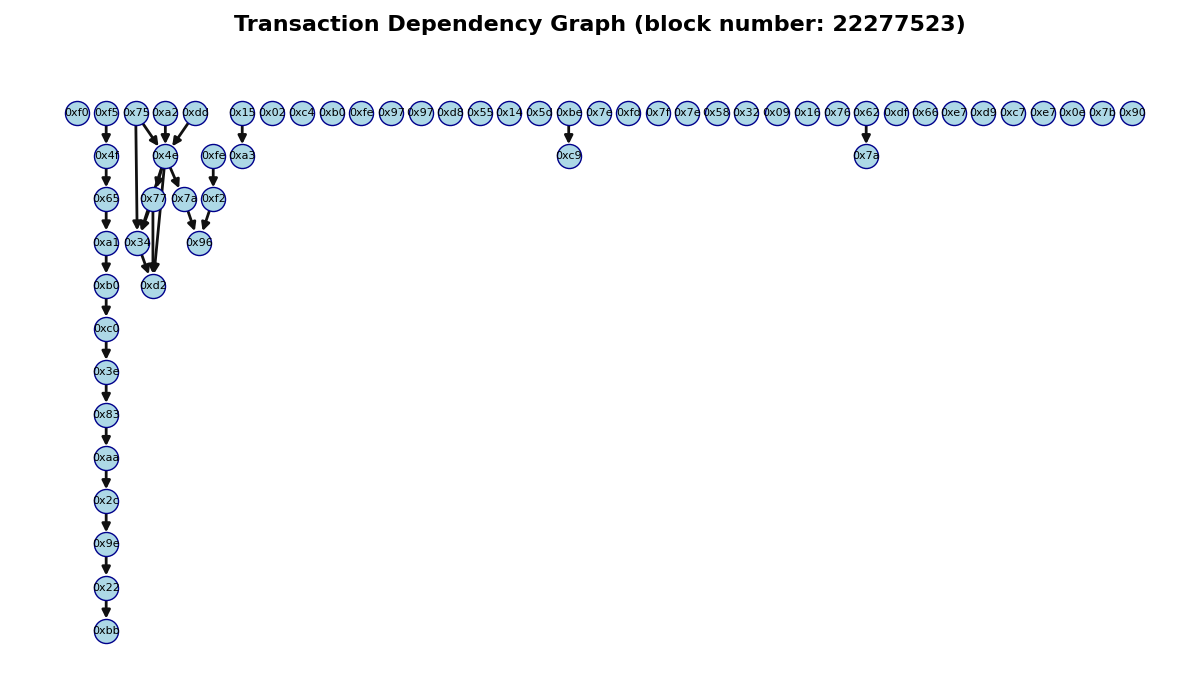 Transaction Dependency Graph (block number: 22277523)
0xf0 0xf5 0x75 0xa2 0xdd 0x15 0x02 0xc4 0xb0 0xfe 0x97 0x97 0xd8 0x55 0x14 0x5d 0xbe 0x7e 0xfd 0x7f 0x7e 0x58 0x32 0x09 0x16 0x76 0x62 0xdf 0x66 0xe7 0xd9 0xc7 0xe7 0x0e 0x7b 0x90
0x4f 0x4e 0xfe 0xa3 0xc9 0x7a
0x65 0x77 0x7a 0xf2
0xa1 0x34 0x96
0xb0 0xd2
0xc0
0x3e
0x83
0xaa
0x2c
0x9e
0x22
0xbb